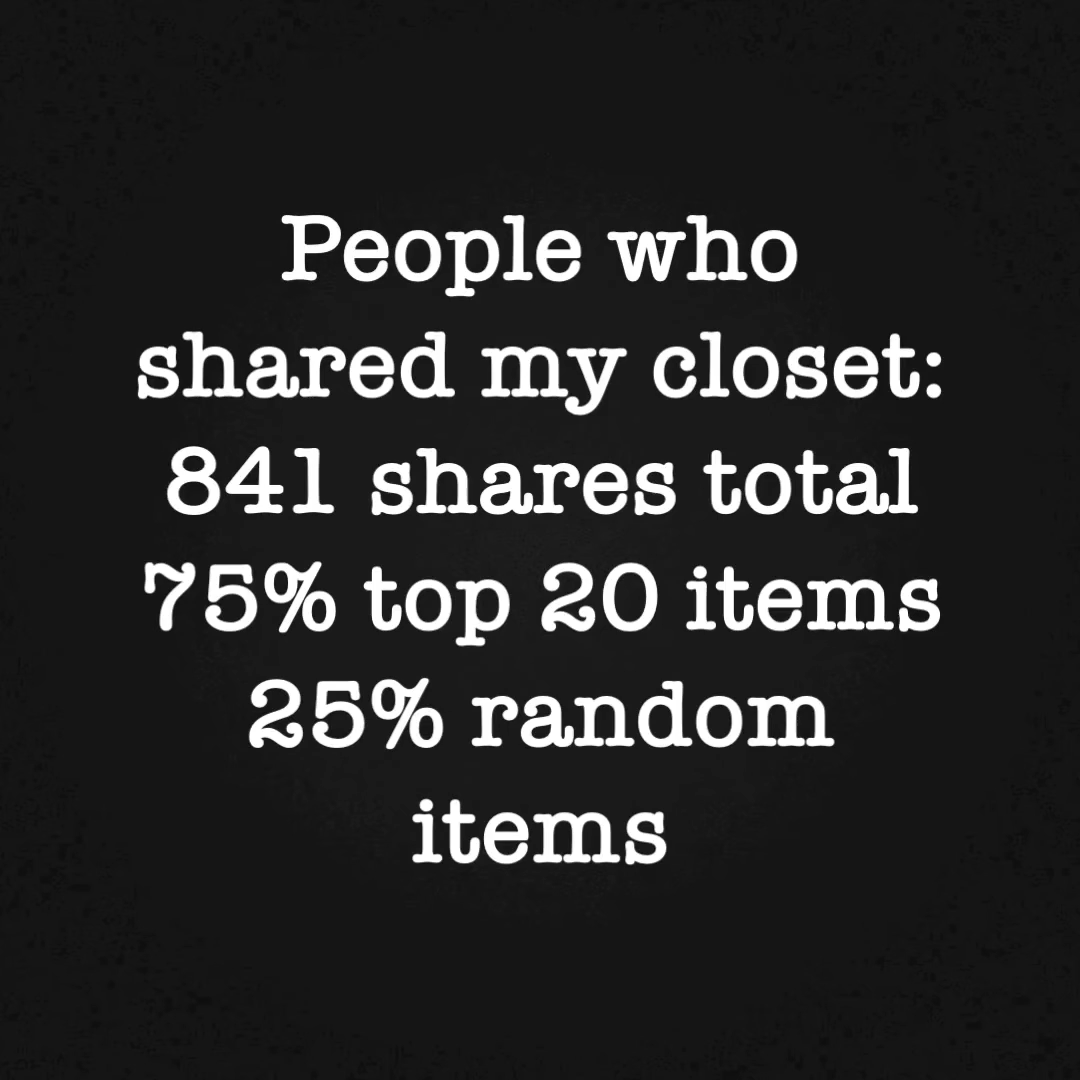 People who
shared my closet:
841 shares total
75% top 20 items
25% random
items